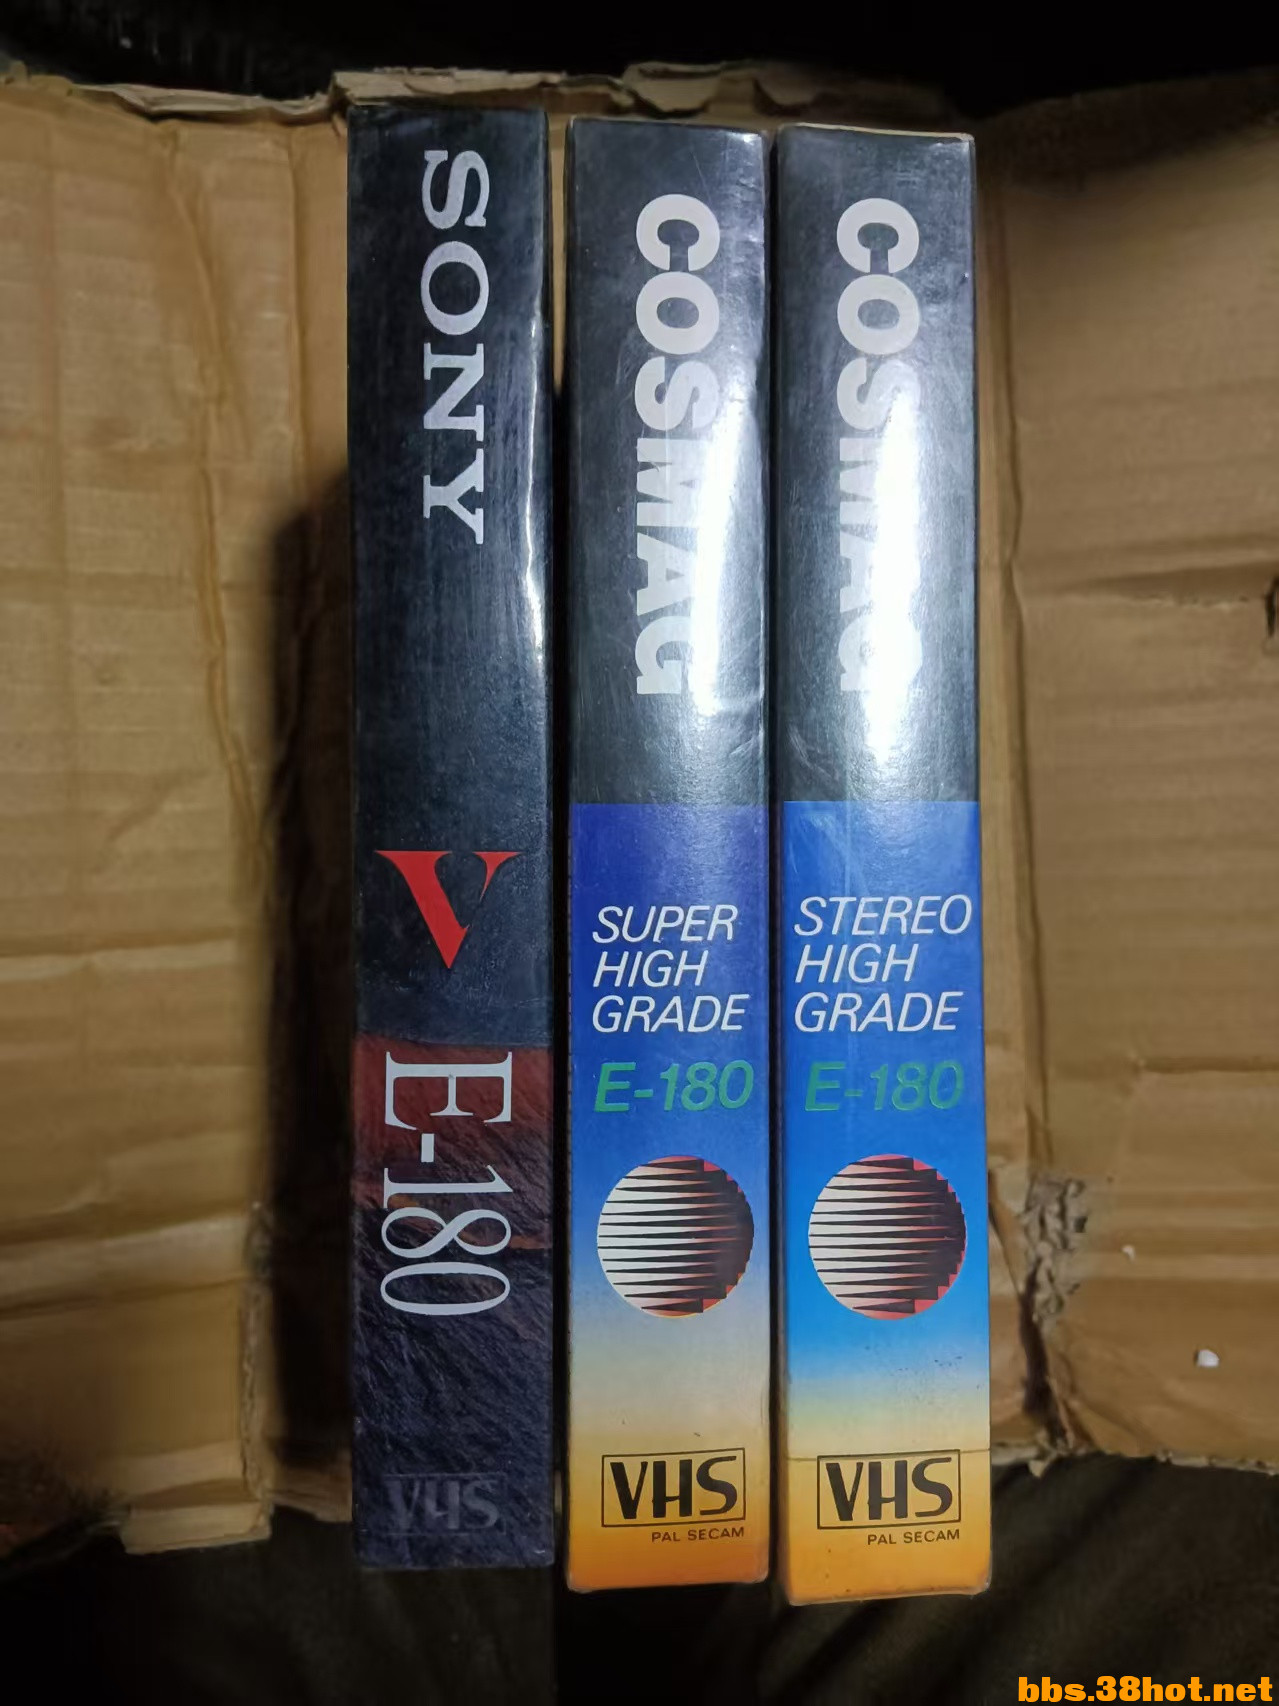 SONY
V
E-180
VHS
COSMAG
SUPER
HIGH
GRADE
E-180
VHS
PAL SECAM
COSMAG
STEREO
HIGH
GRADE
E-180
VHS
PAL SECAM
bbs.38hot.net